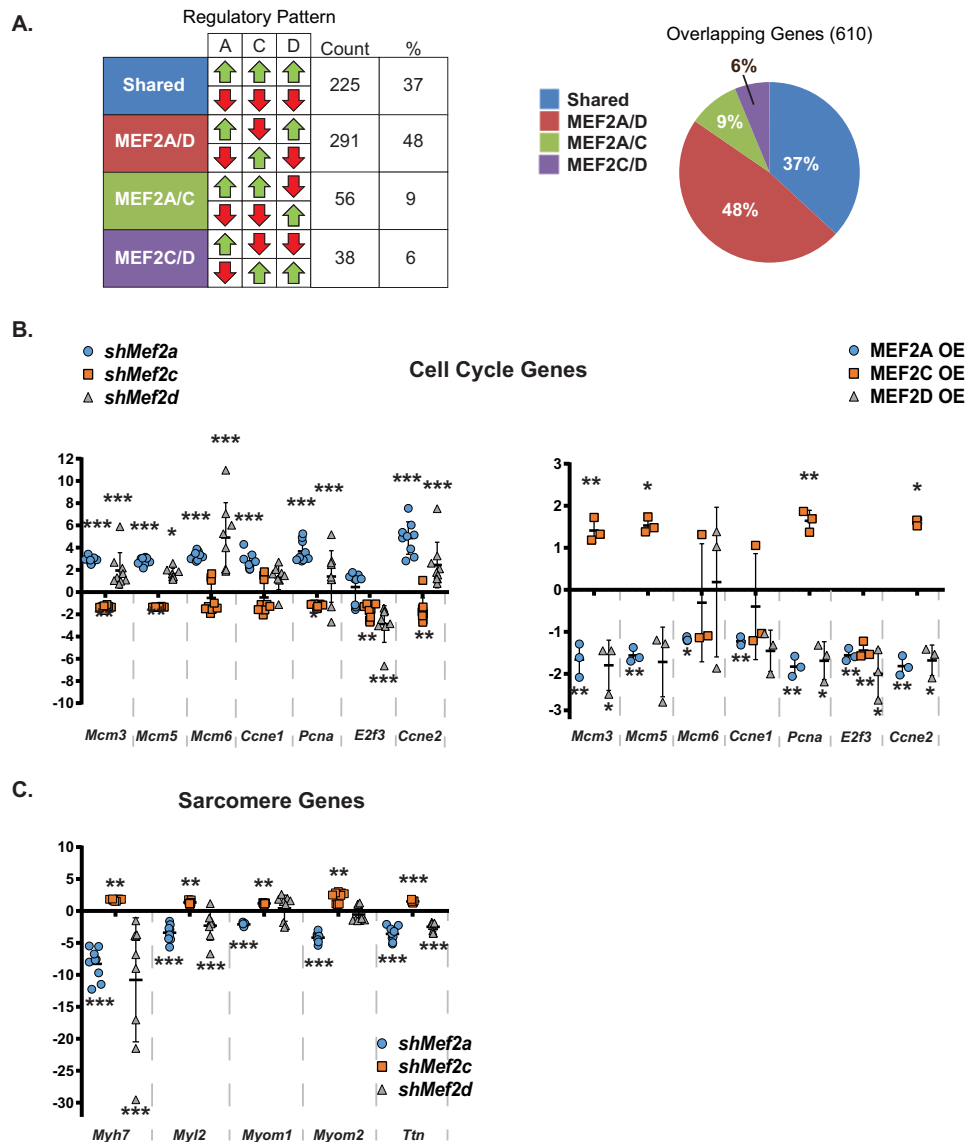 A.
Regulatory Pattern
A C D Count %
Shared 225 37
MEF2A/D 291 48
MEF2A/C 56 9
MEF2C/D 38 6
Overlapping Genes (610)
Shared
MEF2A/D
MEF2A/C
MEF2C/D
6%
9%
37%
48%
B.
shMef2a
shMef2c
shMef2d
Cell Cycle Genes
MEF2A OE
MEF2C OE
MEF2D OE
12
10
8
6
4
2
0
-2
-4
-6
-8
-10
*** *** *** * *** *** *** *** *** *** ***
** ** * ** *** **
Mcm3 Mcm5 Mcm6 Ccne1 Pcna E2f3 Ccne2
3
2
1
0
-1
-2
-3
** * ** *
** * ** * ** ** * ** ** * ** *
Mcm3 Mcm5 Mcm6 Ccne1 Pcna E2f3 Ccne2
C.
Sarcomere Genes
10
5
0
-5
-10
-15
-20
-25
-30
** ** ** ** ***
*** *** *** *** *** *** *** ***
shMef2a
shMef2c
shMef2d
Myh7 Myl2 Myom1 Myom2 Ttn